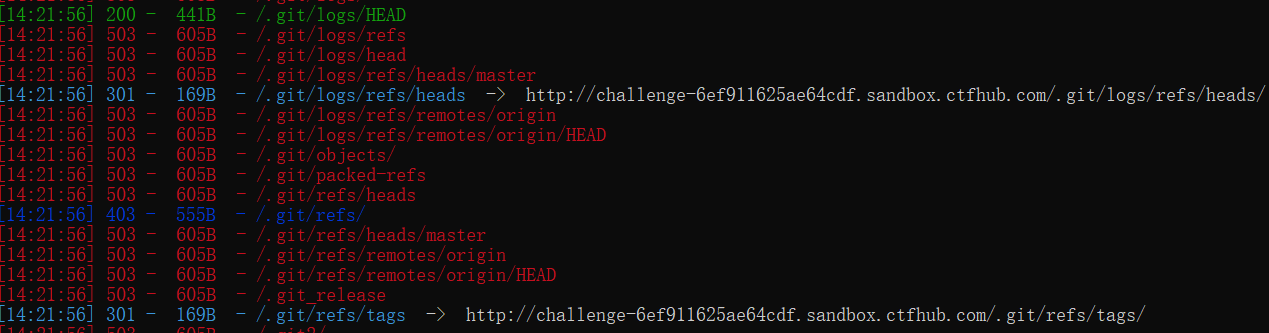 [14:21:56] 200 - 441B - /.git/logs/HEAD
[14:21:56] 503 - 605B - /.git/logs/refs
[14:21:56] 503 - 605B - /.git/logs/head
[14:21:56] 503 - 605B - /.git/logs/refs/heads/master
[14:21:56] 301 - 169B - /.git/logs/refs/heads -> http://challenge-6ef911625ae64cdf.sandbox.ctfhub.com/.git/logs/refs/heads/
[14:21:56] 503 - 605B - /.git/logs/refs/remotes/origin
[14:21:56] 503 - 605B - /.git/logs/refs/remotes/origin/HEAD
[14:21:56] 503 - 605B - /.git/objects/
[14:21:56] 503 - 605B - /.git/packed-refs
[14:21:56] 503 - 605B - /.git/refs/heads
[14:21:56] 403 - 555B - /.git/refs/
[14:21:56] 503 - 605B - /.git/refs/heads/master
[14:21:56] 503 - 605B - /.git/refs/remotes/origin
[14:21:56] 503 - 605B - /.git/refs/remotes/origin/HEAD
[14:21:56] 503 - 605B - /.git_release
[14:21:56] 301 - 169B - /.git/refs/tags -> http://challenge-6ef911625ae64cdf.sandbox.ctfhub.com/.git/refs/tags/
[14:21:56] 503 - 605B - /.git2/